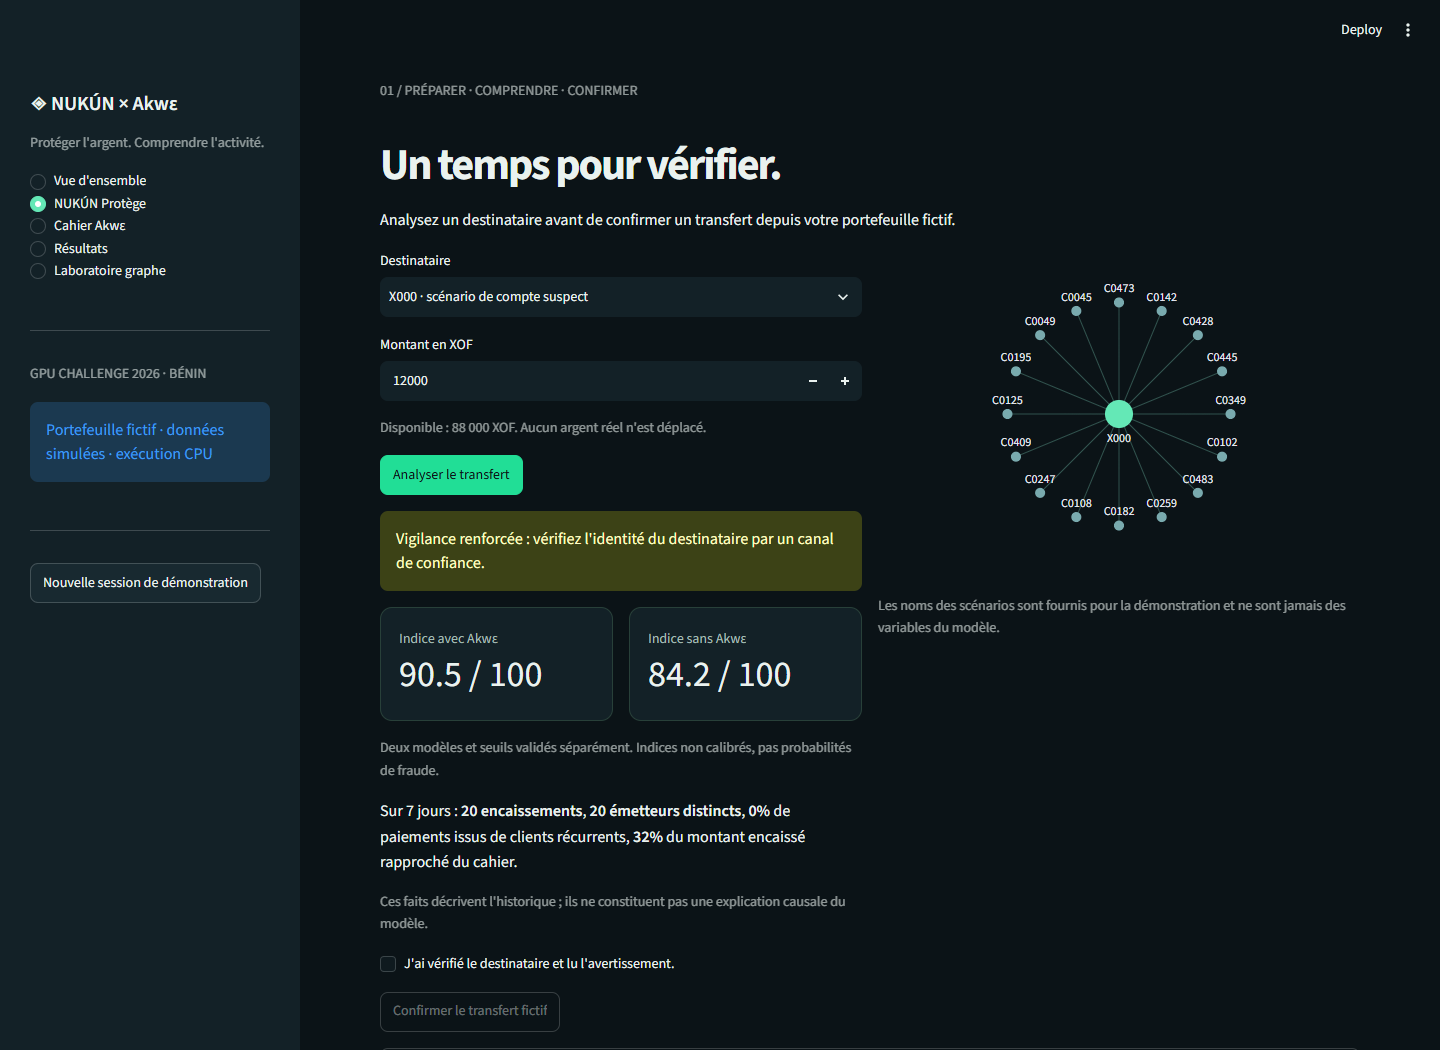 Deploy
NUKÚN × Akwɛ
Protéger l'argent. Comprendre l'activité.
Vue d'ensemble
NUKÚN Protège
Cahier Akwɛ
Résultats
Laboratoire graphe
GPU CHALLENGE 2026 · BÉNIN
Portefeuille fictif · données
simulées · exécution CPU
Nouvelle session de démonstration
01 / PRÉPARER · COMPRENDRE · CONFIRMER
Un temps pour vérifier.
Analysez un destinataire avant de confirmer un transfert depuis votre portefeuille fictif.
Destinataire
X000 · scénario de compte suspect
Montant en XOF
12000
Disponible : 88 000 XOF. Aucun argent réel n'est déplacé.
Analyser le transfert
Vigilance renforcée : vérifiez l'identité du destinataire par un canal
de confiance.
Indice avec Akwɛ
90.5 / 100
Indice sans Akwɛ
84.2 / 100
Deux modèles et seuils validés séparément. Indices non calibrés, pas probabilités
de fraude.
Sur 7 jours : 20 encaissements, 20 émetteurs distincts, 0% de
paiements issus de clients récurrents, 32% du montant encaissé
rapproché du cahier.
Ces faits décrivent l'historique ; ils ne constituent pas une explication causale du
modèle.
J'ai vérifié le destinataire et lu l'avertissement.
Confirmer le transfert fictif
C0473
C0045
C0142
C0049
C0428
C0195
C0445
C0125
C0349
X000
C0409
C0102
C0247
C0483
C0108
C0259
C0182
Les noms des scénarios sont fournis pour la démonstration et ne sont jamais des
variables du modèle.